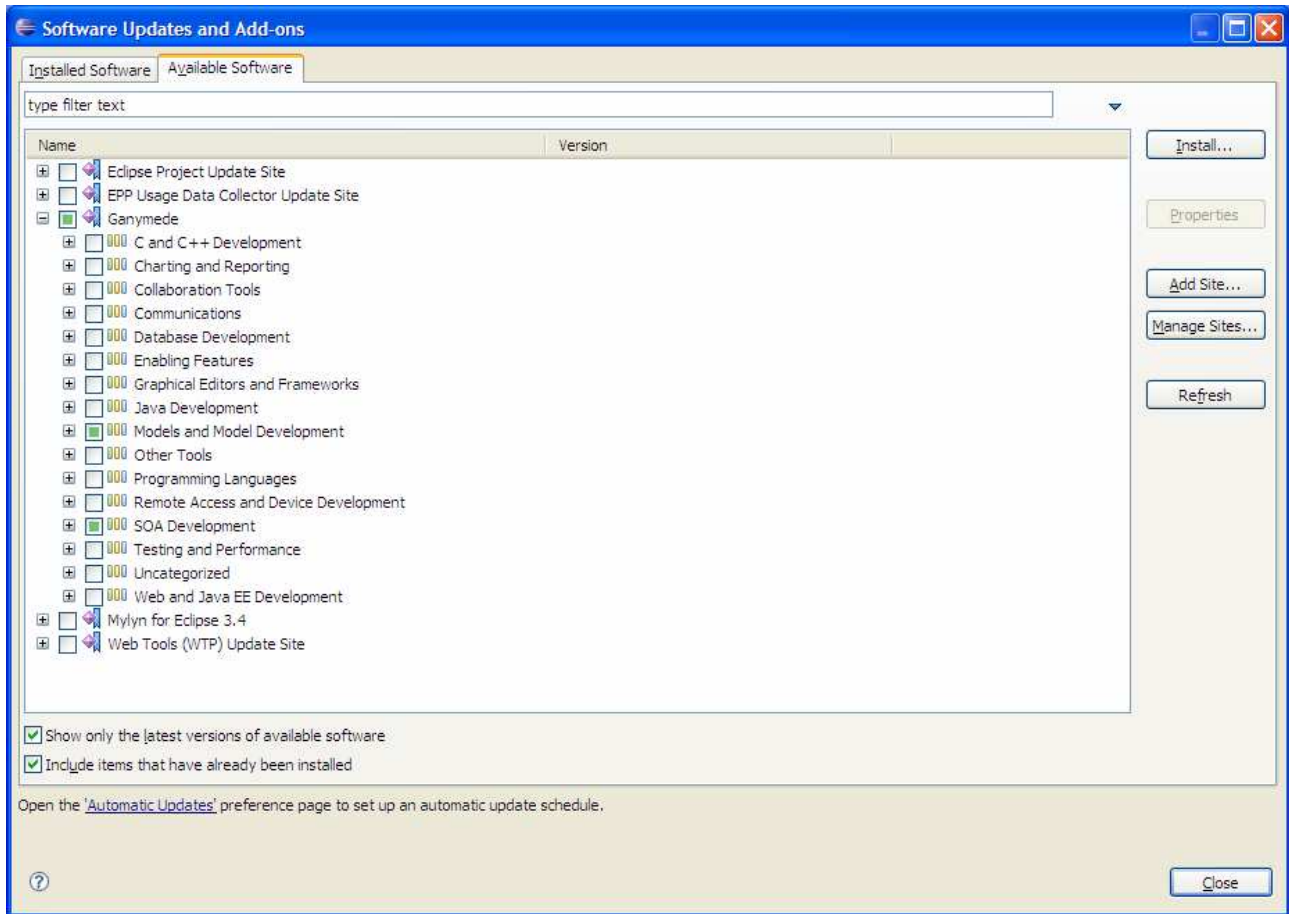 Software Updates and Add-ons
Installed Software Available Software
type filter text
Name Version
Eclipse Project Update Site
EPP Usage Data Collector Update Site
Ganymede
C and C++ Development
Charting and Reporting
Collaboration Tools
Communications
Database Development
Enabling Features
Graphical Editors and Frameworks
Java Development
Models and Model Development
Other Tools
Programming Languages
Remote Access and Device Development
SOA Development
Testing and Performance
Uncategorized
Web and Java EE Development
Mylyn for Eclipse 3.4
Web Tools (WTP) Update Site
Install...
Properties
Add Site...
Manage Sites...
Refresh
Show only the latest versions of available software
Include items that have already been installed
Open the 'Automatic Updates' preference page to set up an automatic update schedule.
?
Close